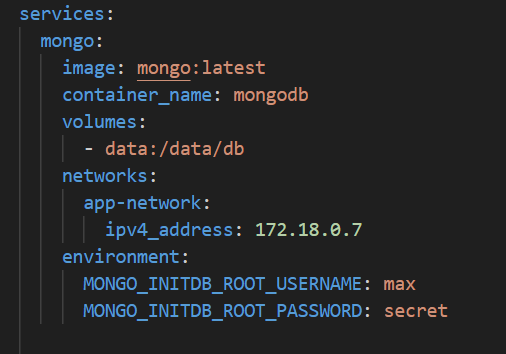 services:
  mongo:
    image: mongo:latest
    container_name: mongodb
    volumes:
      - data:/data/db
    networks:
      app-network:
        ipv4_address: 172.18.0.7
    environment:
      MONGO_INITDB_ROOT_USERNAME: max
      MONGO_INITDB_ROOT_PASSWORD: secret